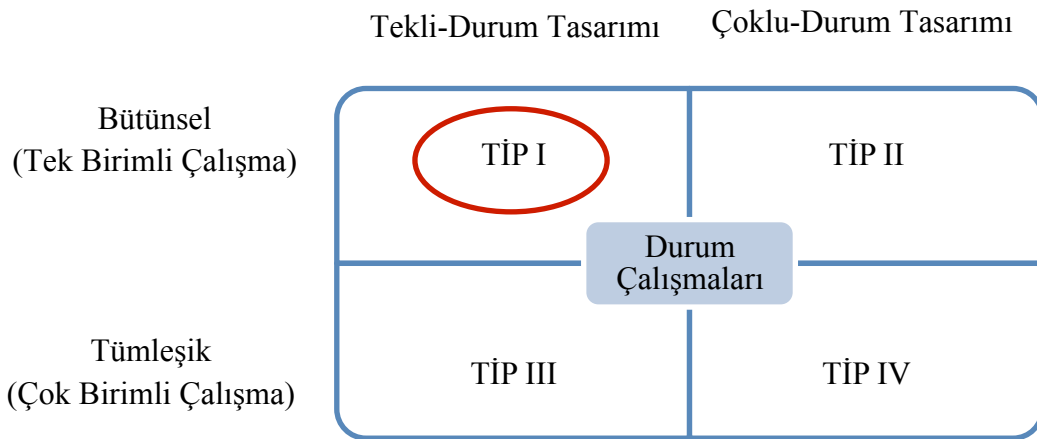 Tekli-Durum Tasarımı
Çoklu-Durum Tasarımı
Bütünsel
(Tek Birimli Çalışma)
TİP I
TİP II
Durum
Çalışmaları
Tümleşik
(Çok Birimli Çalışma)
TİP III
TİP IV